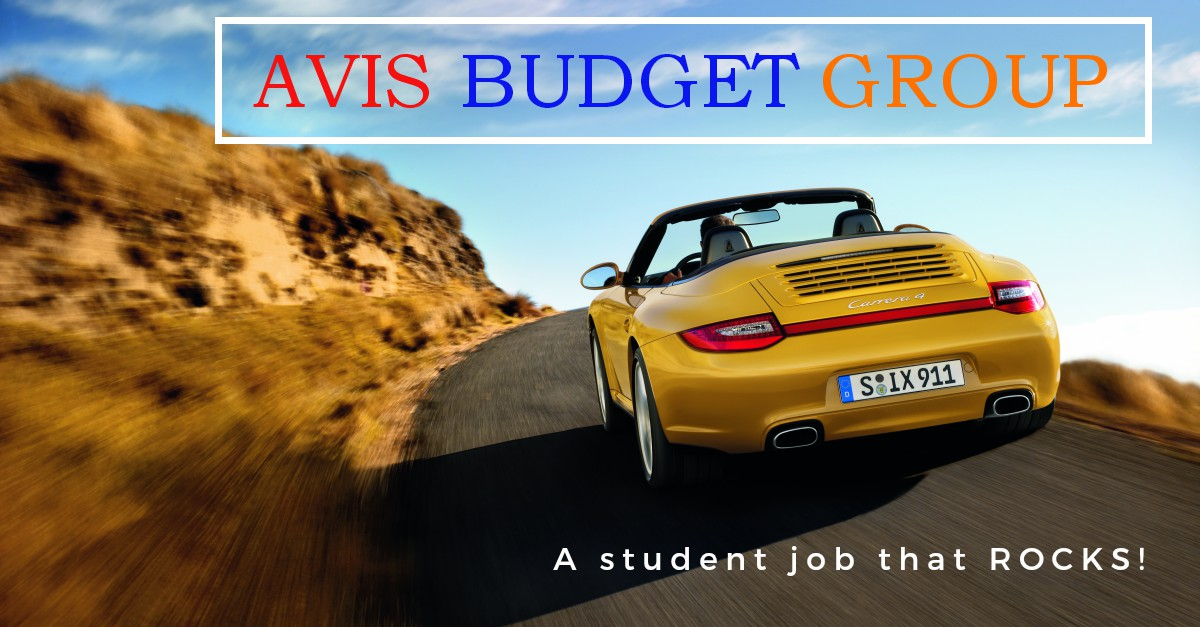 AVIS BUDGET GROUP
Carrera 4
S IX 911
D
A student job that ROCKS!